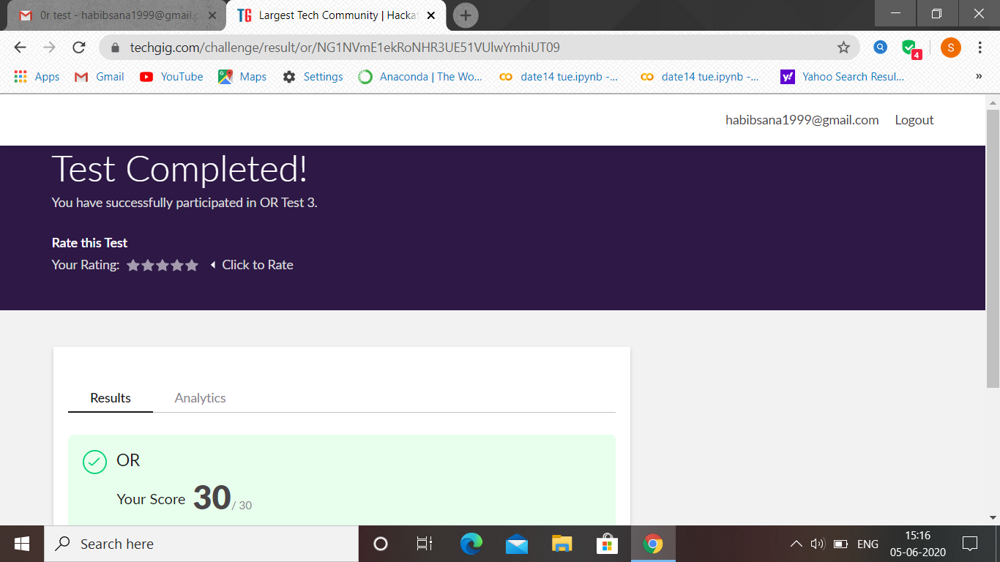 0r test - habibsana1999@gmail.c
TG Largest Tech Community | Hackat
techgig.com/challenge/result/or/NG1NVmE1ekRoNHR3UE51VUlwYmhiUT09
4
S
Apps Gmail YouTube Maps Settings Anaconda | The Wo... date14 tue.ipynb -... date14 tue.ipynb -... y! Yahoo Search Resul... »
habibsana1999@gmail.com Logout
Test Completed!
You have successfully participated in OR Test 3.
Rate this Test
Your Rating: Click to Rate
Results Analytics
OR
Your Score 30 / 30
Search here
ENG
15:16
05-06-2020